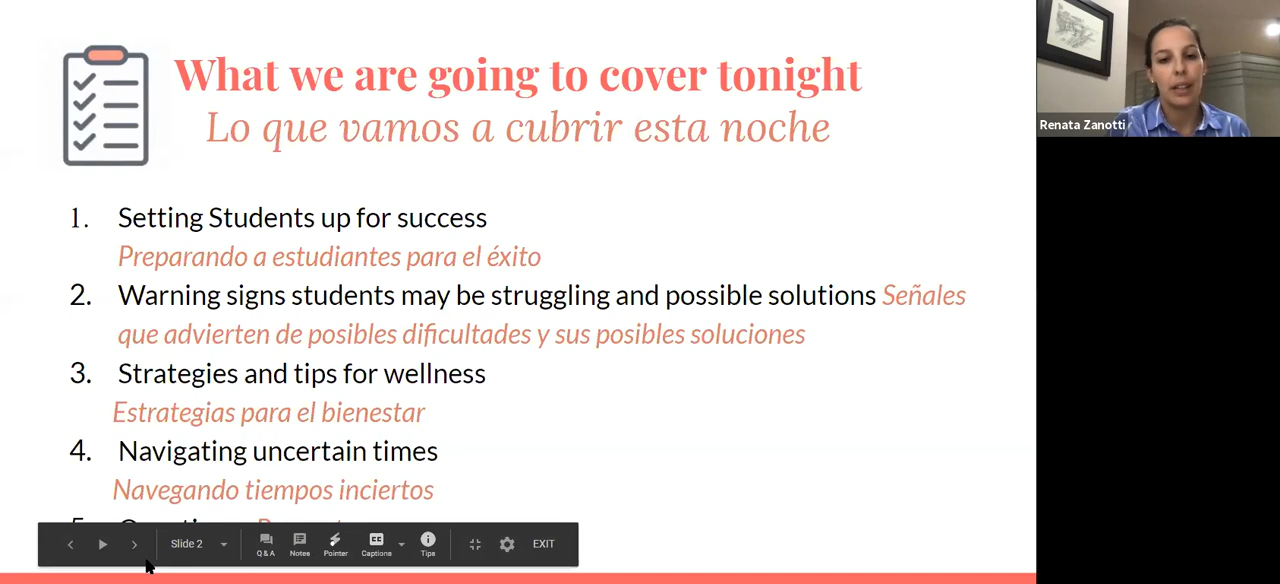 What we are going to cover tonight
Lo que vamos a cubrir esta noche
1. Setting Students up for success
Preparando a estudiantes para el éxito
2. Warning signs students may be struggling and possible solutions Señales
que advierten de posibles dificultades y sus posibles soluciones
3. Strategies and tips for wellness
Estrategias para el bienestar
4. Navigating uncertain times
Navegando tiempos inciertos
Slide 2
Q & A
Notes
Pointer
CC
Captions
Tips
EXIT
Renata Zanotti